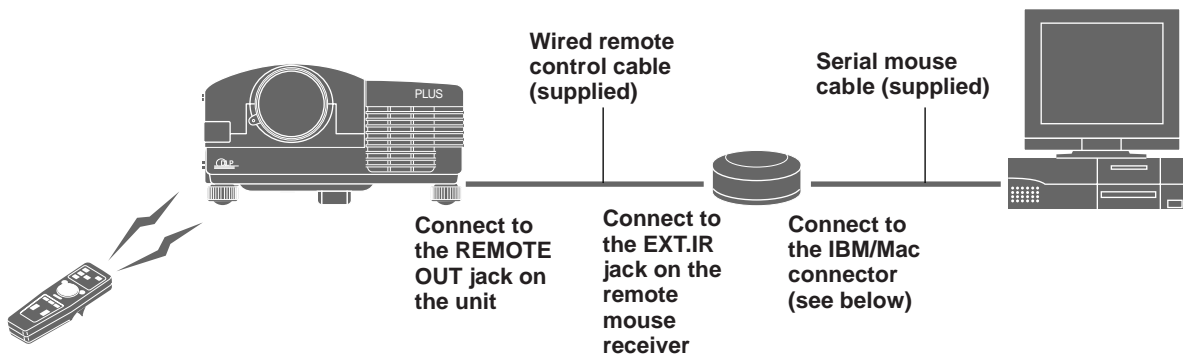 Wired remote
control cable
(supplied)
Serial mouse
cable (supplied)
PLUS
DLP
Connect to
the REMOTE
OUT jack on
the unit
Connect to
the EXT.IR
jack on the
remote
mouse
receiver
Connect to
the IBM/Mac
connector
(see below)